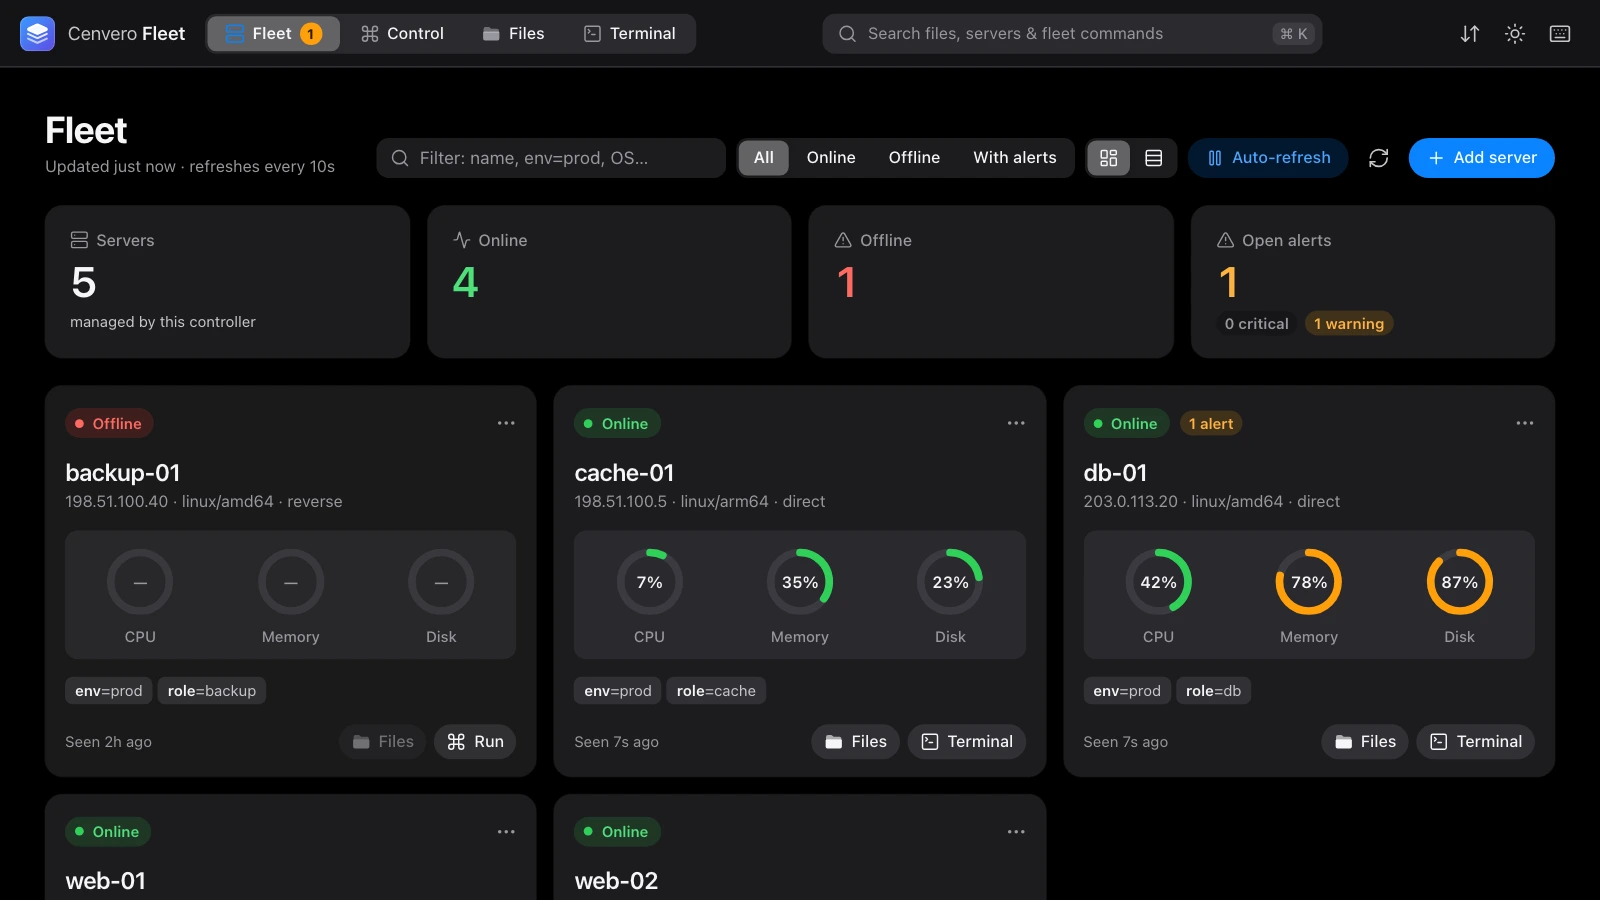 Cenvero Fleet
Fleet 1
Control
Files
Terminal
Search files, servers & fleet commands
⌘ K
Fleet
Updated just now · refreshes every 10s
Filter: name, env=prod, OS...
All
Online
Offline
With alerts
Auto-refresh
Add server
Servers
5
managed by this controller
Online
4
Offline
1
Open alerts
1
0 critical
1 warning
Offline
backup-01
198.51.100.40 · linux/amd64 · reverse
–
–
–
CPU
Memory
Disk
env=prod
role=backup
Seen 2h ago
Files
Run
Online
cache-01
198.51.100.5 · linux/arm64 · direct
7%
35%
23%
CPU
Memory
Disk
env=prod
role=cache
Seen 7s ago
Files
Terminal
Online
1 alert
db-01
203.0.113.20 · linux/amd64 · direct
42%
78%
87%
CPU
Memory
Disk
env=prod
role=db
Seen 7s ago
Files
Terminal
Online
web-01
Online
web-02